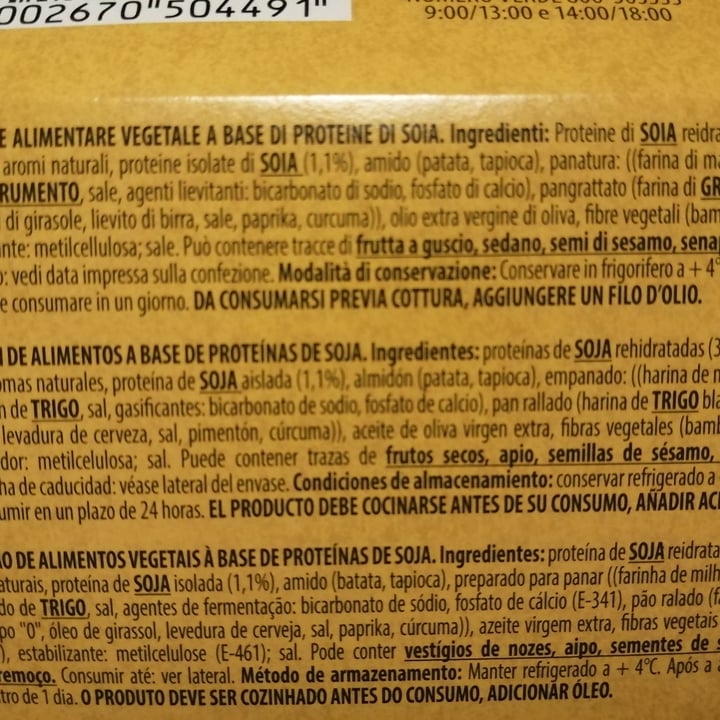 002670"504491"
9:00/13:00 e 14:00/18:00
E ALIMENTARE VEGETALE A BASE DI PROTEINE DI SOIA. Ingredienti: Proteine di SOIA reidra
aromi naturali, proteine isolate di SOIA (1,1%), amido (patata, tapioca), panatura: ((farina di ma
RUMENTO, sale, agenti lievitanti: bicarbonato di sodio, fosfato di calcio), pangrattato (farina di GR
di girasole, lievito di birra, sale, paprika, curcuma)), olio extra vergine di oliva, fibre vegetali (bam
ante: metilcellulosa; sale. Può contenere tracce di frutta a guscio, sedano, semi di sesamo, senap
o: vedi data impressa sulla confezione. Modalità di conservazione: Conservare in frigorifero a + 4°
e consumare in un giorno. DA CONSUMARSI PREVIA COTTURA, AGGIUNGERE UN FILO D'OLIO.
DE ALIMENTOS A BASE DE PROTEÍNAS DE SOJA. Ingredientes: proteínas de SOJA rehidratadas (3
omas naturales, proteína de SOJA aislada (1,1%), almidón (patata, tapioca), empanado: ((harina de m
n de TRIGO, sal, gasificantes: bicarbonato de sodio, fosfato de calcio), pan rallado (harina de TRIGO bla
levadura de cerveza, sal, pimentón, cúrcuma)), aceite de oliva virgen extra, fibras vegetales (bamb
dor: metilcelulosa; sal. Puede contener trazas de frutos secos, apio, semillas de sésamo,
ha de caducidad: véase lateral del envase. Condiciones de almacenamiento: conservar refrigerado a
umir en un plazo de 24 horas. EL PRODUCTO DEBE COCINARSE ANTES DE SU CONSUMO, AÑADIR ACE
O DE ALIMENTOS VEGETAIS À BASE DE PROTEÍNAS DE SOJA. Ingredientes: proteína de SOJA reidrata
aturais, proteína de SOJA isolada (1,1%), amido (batata, tapioca), preparado para panar ((farinha de milh
do de TRIGO, sal, agentes de fermentação: bicarbonato de sódio, fosfato de cálcio (E-341), pão ralado (fa
po "0", óleo de girassol, levedura de cerveja, sal, paprika, cúrcuma)), azeite virgem extra, fibras vegetais
), estabilizante: metilcelulose (E-461); sal. Pode conter vestígios de nozes, aipo, sementes de s
remoço. Consumir até: ver lateral. Método de armazenamento: Manter refrigerado a + 4°C. Após a a
tro de 1 dia. O PRODUTO DEVE SER COZINHADO ANTES DO CONSUMO, ADICIONAR ÓLEO.